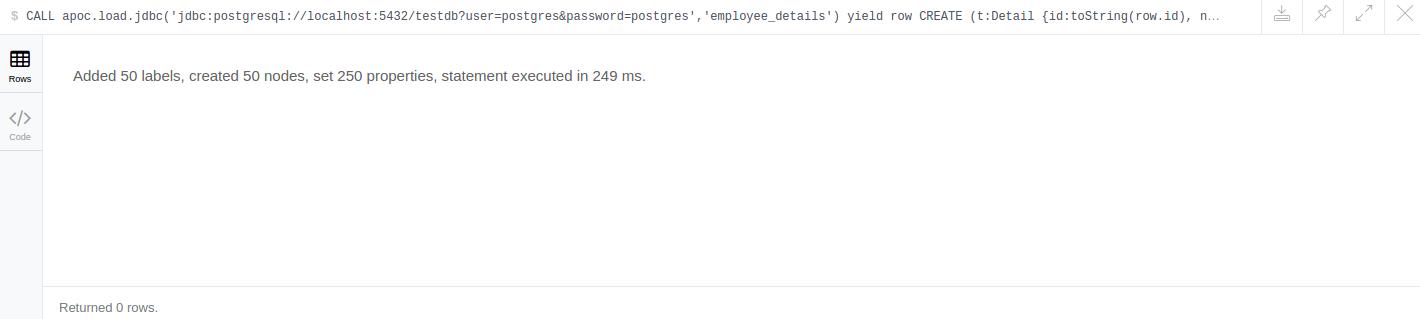 $ CALL apoc.load.jdbc('jdbc:postgresql://localhost:5432/testdb?user=postgres&password=postgres','employee_details') yield row CREATE (t:Detail {id:toString(row.id), n...
Rows
Added 50 labels, created 50 nodes, set 250 properties, statement executed in 249 ms.
Code
Returned 0 rows.